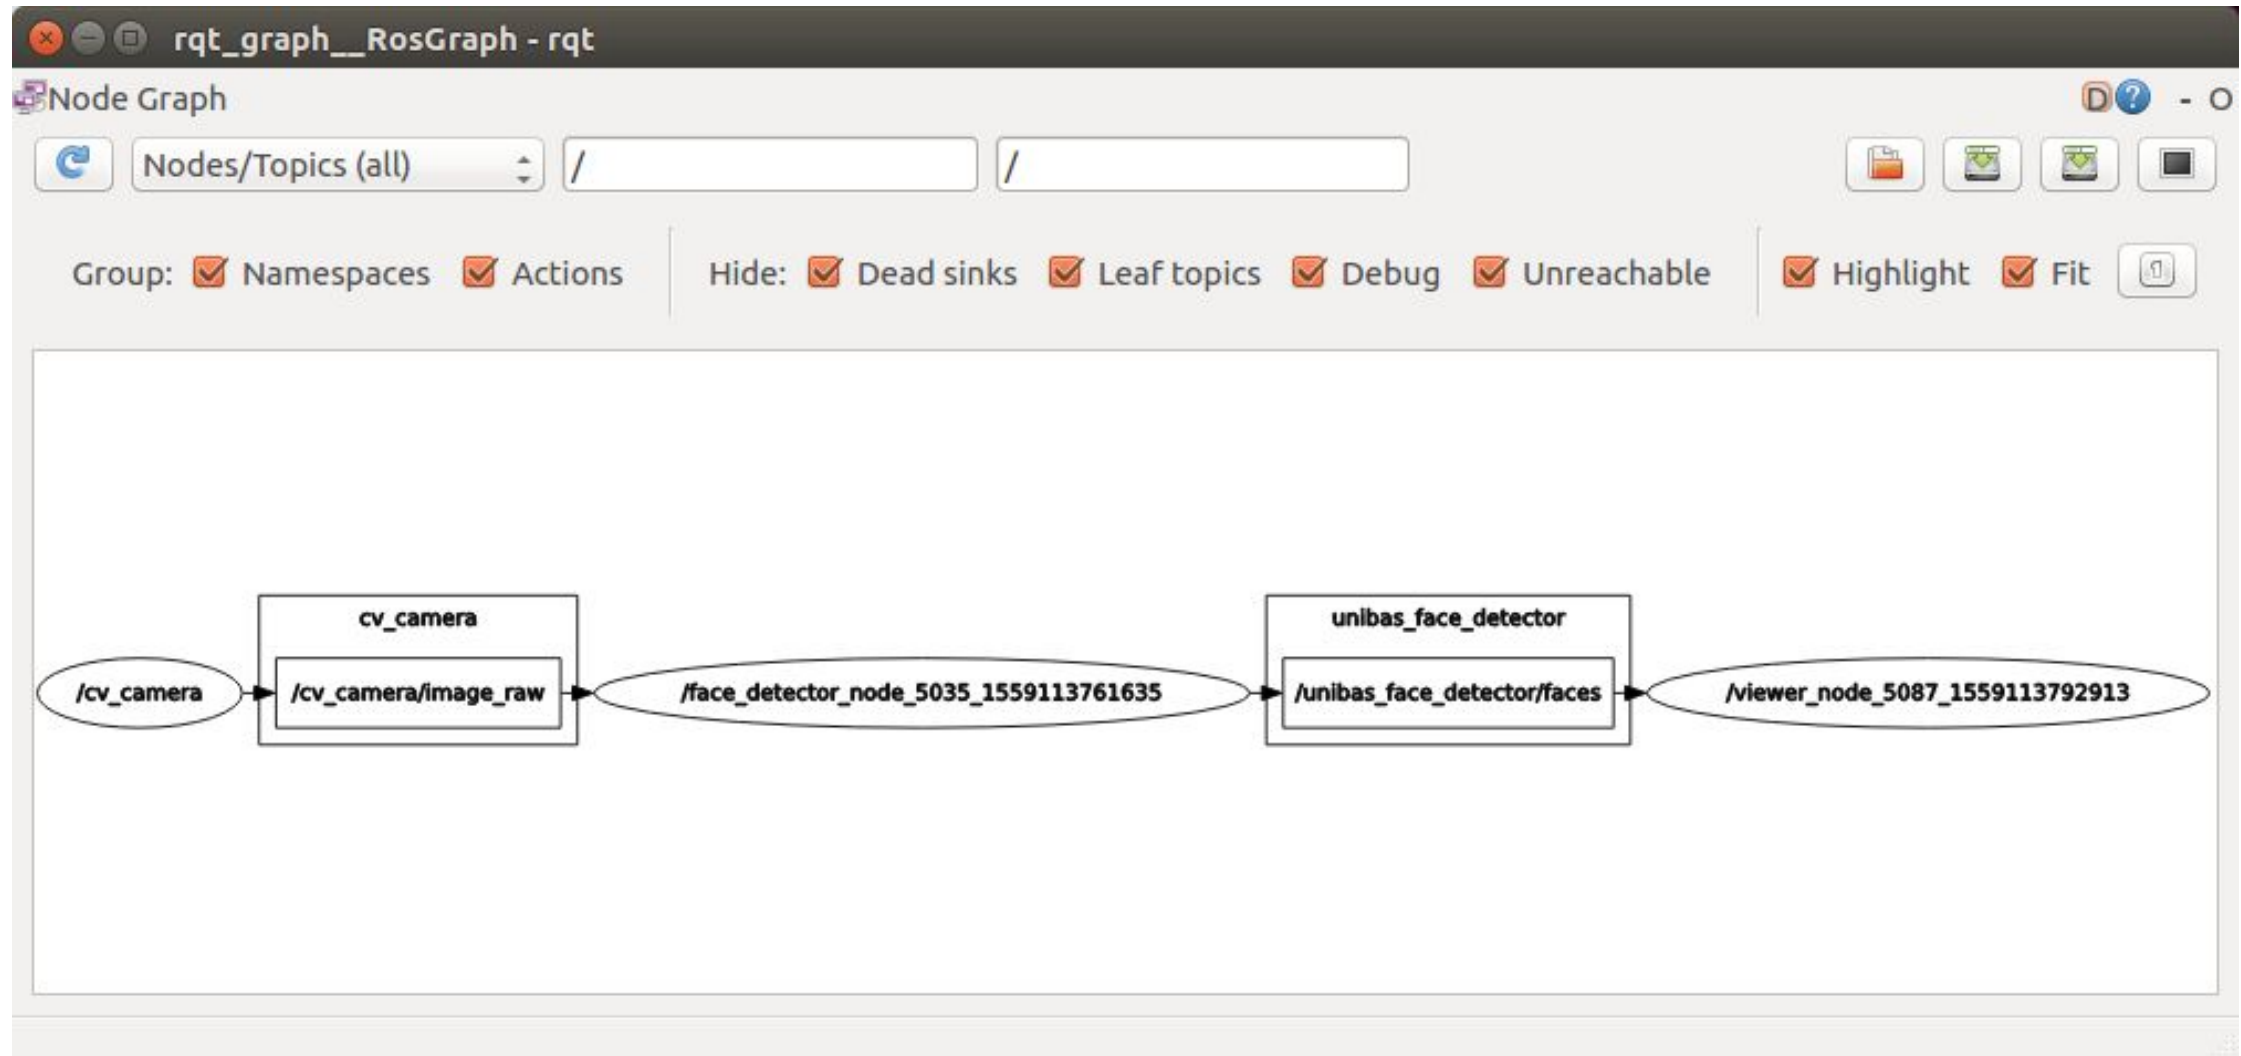 rqt_graph__RosGraph - rqt
Node Graph
D ? - O
Nodes/Topics (all) / /
Group: Namespaces Actions Hide: Dead sinks Leaf topics Debug Unreachable Highlight Fit
cv_camera unibas_face_detector
/cv_camera /cv_camera/image_raw /face_detector_node_5035_1559113761635 /unibas_face_detector/faces /viewer_node_5087_1559113792913